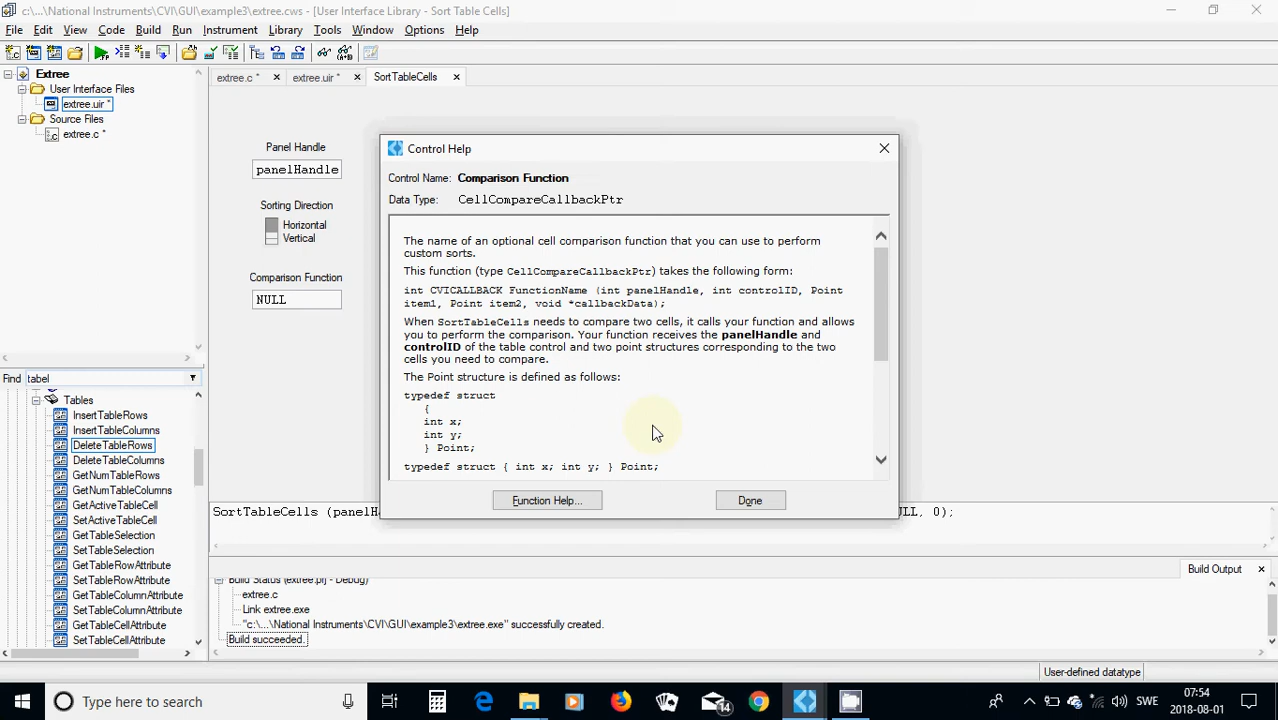 c:\...\National Instruments\CVI\GUI\example3\extree.cws - [User Interface Library - Sort Table Cells]
File Edit View Code Build Run Instrument Library Tools Window Options Help
Extree
User Interface Files
extree.uir *
Source Files
extree.c *
extree.c * extree.uir * SortTableCells
Panel Handle
panelHandle
Sorting Direction
Horizontal
Vertical
Comparison Function
NULL
Control Help
Control Name: Comparison Function
Data Type: CellCompareCallbackPtr
The name of an optional cell comparison function that you can use to perform
custom sorts.
This function (type CellCompareCallbackPtr) takes the following form:
int CVICALLBACK FunctionName (int panelHandle, int controlID, Point
item1, Point item2, void *callbackData);
When SortTableCells needs to compare two cells, it calls your function and allows
you to perform the comparison. Your function receives the panelHandle and
controlID of the table control and two point structures corresponding to the two
cells you need to compare.
The Point structure is defined as follows:
typedef struct
{
int x;
int y;
} Point;
typedef struct { int x; int y; } Point;
Function Help... Done
Find tabel
Tables
InsertTableRows
InsertTableColumns
DeleteTableRows
DeleteTableColumns
GetNumTableRows
GetNumTableColumns
GetActiveTableCell
SetActiveTableCell
GetTableSelection
SetTableSelection
GetTableRowAttribute
SetTableRowAttribute
GetTableColumnAttribute
SetTableColumnAttribute
GetTableCellAttribute
SetTableCellAttribute
SortTableCells (panelH ULL, 0);
Build Output
Build Status (extree.prj - Debug)
extree.c
Link extree.exe
"c:\...\National Instruments\CVI\GUI\example3\extree.exe" successfully created.
Build succeeded.
User-defined datatype
Type here to search
14
SWE
07:54
2018-08-01